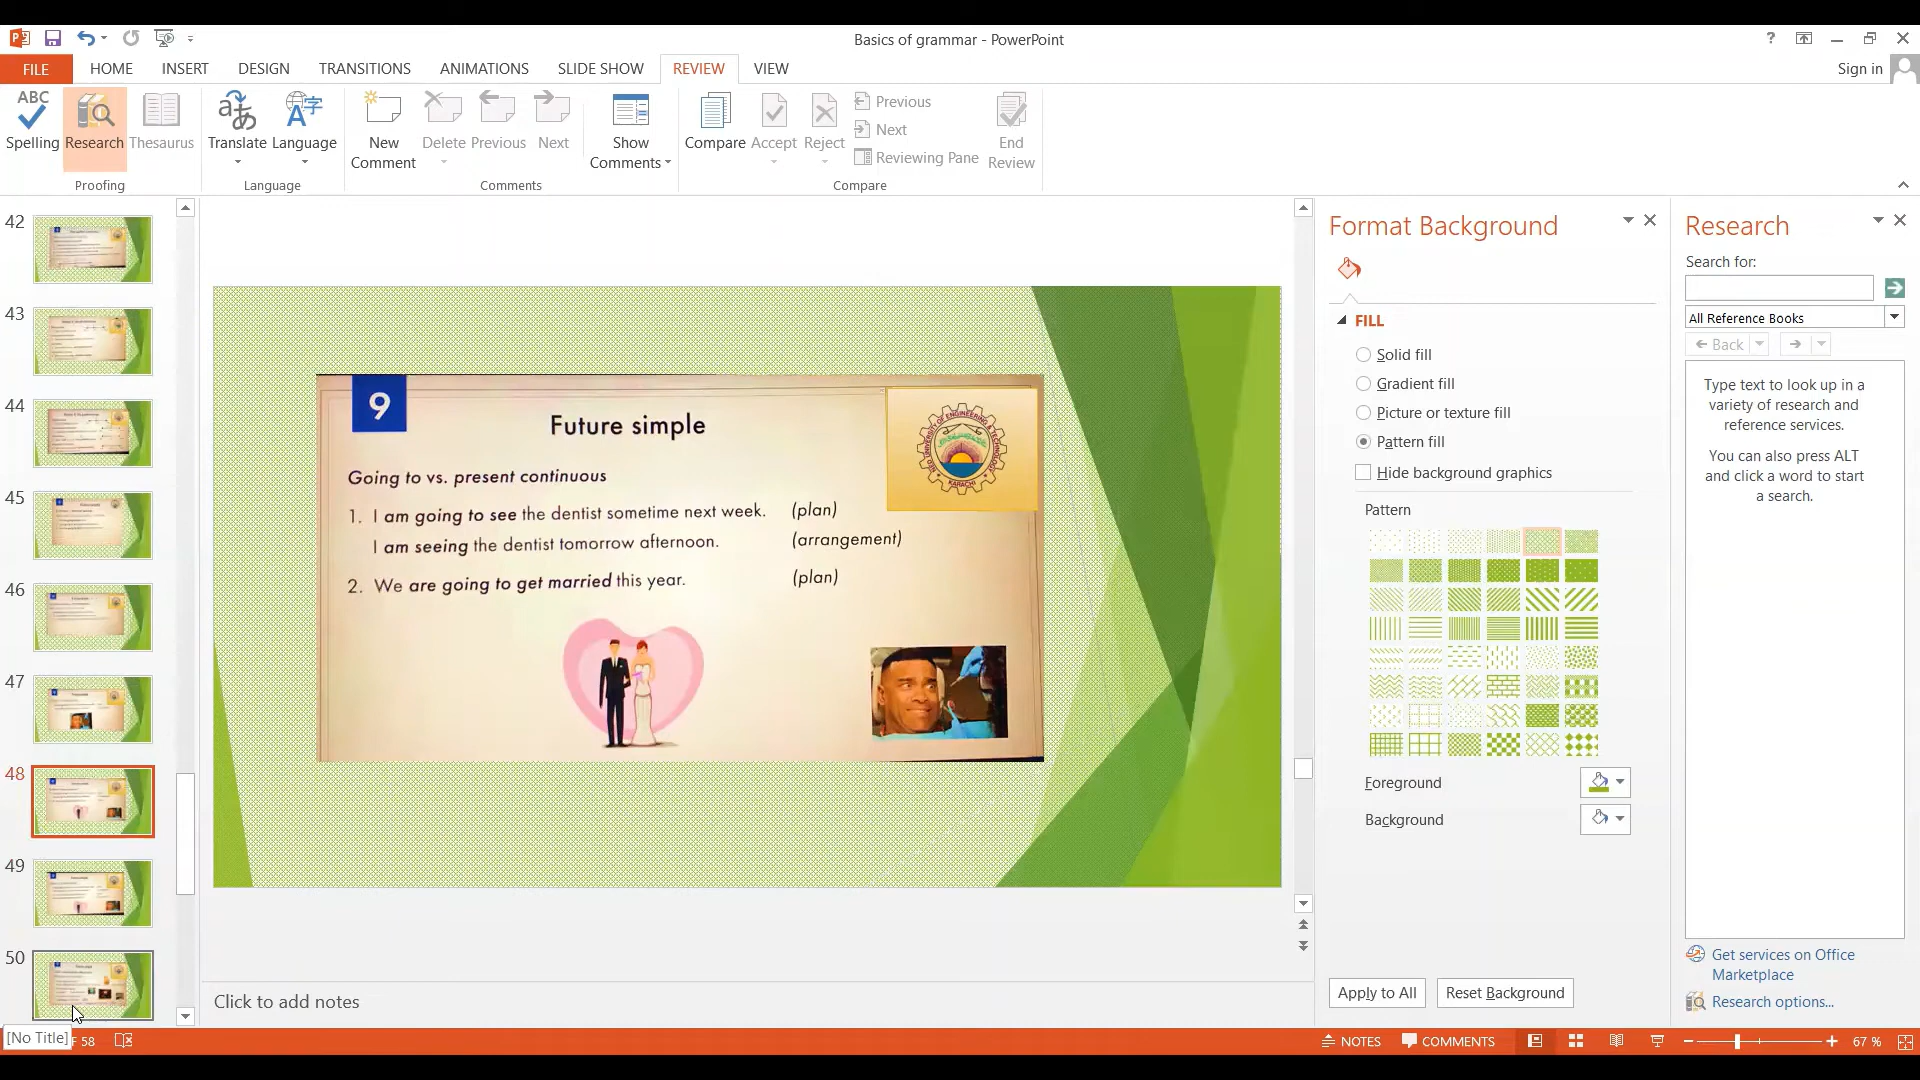 Basics of grammar - PowerPoint
?
Sign in
FILE HOME INSERT DESIGN TRANSITIONS ANIMATIONS SLIDE SHOW REVIEW VIEW
ABC
Spelling Research Thesaurus
Proofing
Translate Language
Language
New Comment Delete Previous Next Show Comments
Comments
Compare Accept Reject
Previous
Next
Reviewing Pane
End Review
Compare
42
43
44
45
46
47
48
49
50
9
Future simple
Going to vs. present continuous
1. I am going to see the dentist sometime next week. (plan)
I am seeing the dentist tomorrow afternoon. (arrangement)
2. We are going to get married this year. (plan)
NED UNIVERSITY OF ENGINEERING & TECHNOLOGY
KARACHI
Click to add notes
Format Background
FILL
Solid fill
Gradient fill
Picture or texture fill
Pattern fill
Hide background graphics
Pattern
Foreground
Background
Apply to All Reset Background
Research
Search for:
All Reference Books
Back
Type text to look up in a
variety of research and
reference services.
You can also press ALT
and click a word to start
a search.
Get services on Office
Marketplace
Research options...
[No Title]
F 58
NOTES COMMENTS 67 %